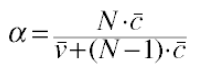 α = N·c̄ / v̄+(N−1)·c̄